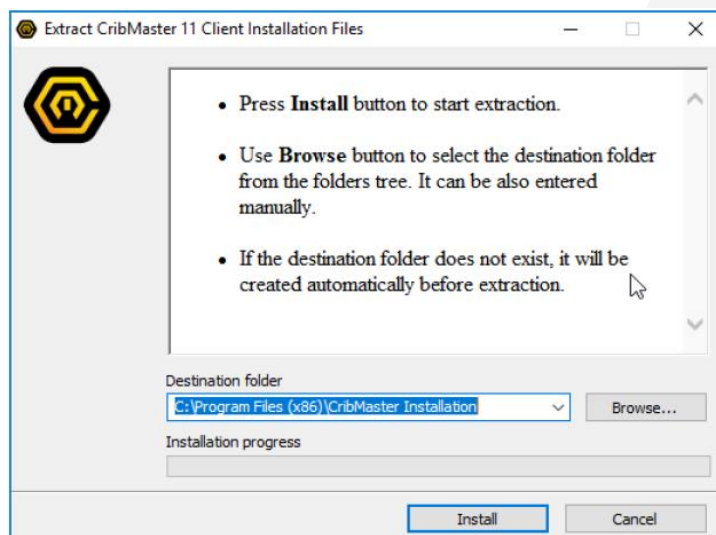 Extract CribMaster 11 Client Installation Files
• Press Install button to start extraction.
• Use Browse button to select the destination folder
from the folders tree. It can be also entered
manually.
• If the destination folder does not exist, it will be
created automatically before extraction.
Destination folder
C:\Program Files (x86)\CribMaster Installation
Browse...
Installation progress
Install
Cancel